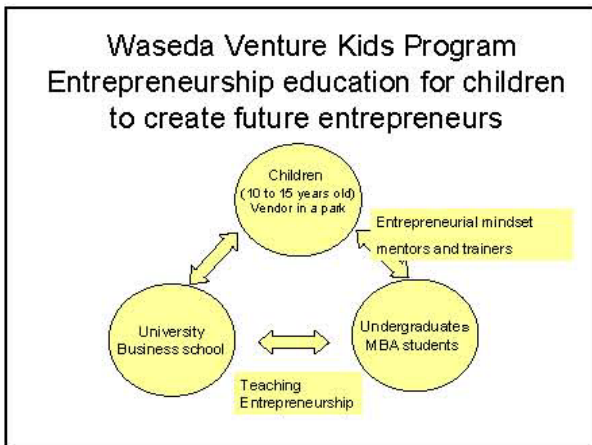 Waseda Venture Kids Program
Entrepreneurship education for children
to create future entrepreneurs
Children
(10 to 15 years old)
Vendor in a park
Entrepreneurial mindset
mentors and trainers
University
Business school
Undergraduates
MBA students
Teaching
Entrepreneurship